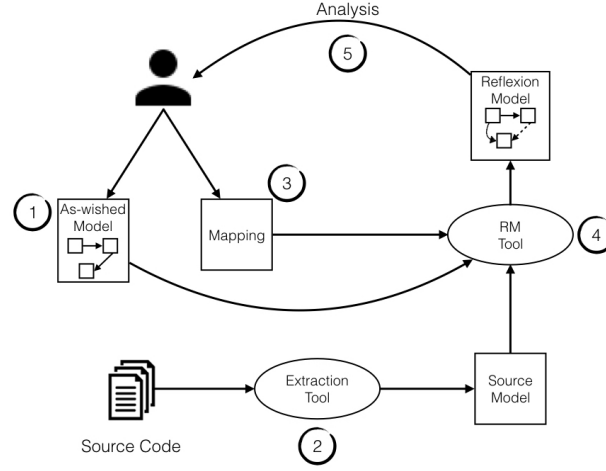 Analysis
5
Reflexion
Model
1
As-wished
Model
3
Mapping
RM
Tool
4
Extraction
Tool
2
Source
Model
Source Code